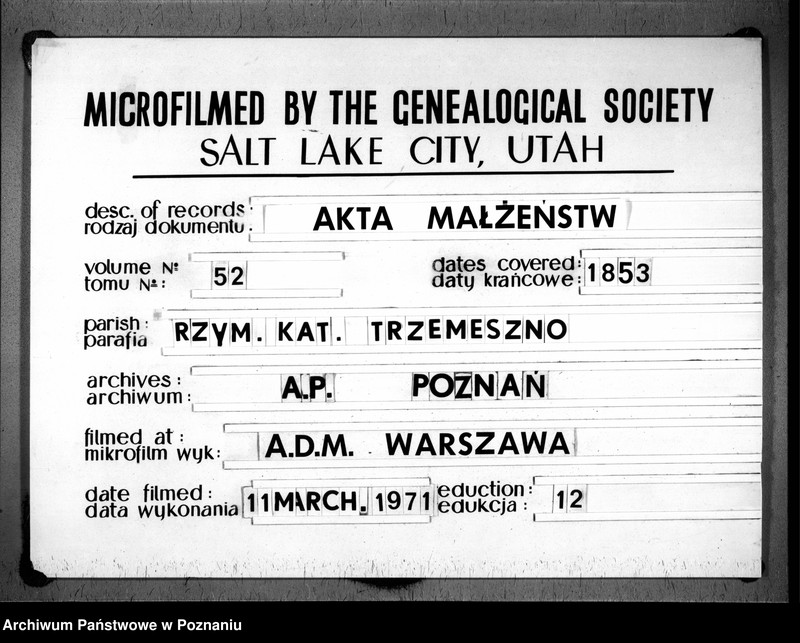 MICROFILMED BY THE GENEALOGICAL SOCIETY
SALT LAKE CITY, UTAH
desc. of records:
rodzaj dokumentu: AKTA MAŁŻEŃSTW
volume Nº
tomu Nº: 52
dates covered:
daty krańcowe: 1853
parish:
parafia RZYM. KAT. TRZEMESZNO
archives:
archiwum: A.P. POZNAŃ
filmed at:
mikrofilm wyk: A.D.M. WARSZAWA
date filmed:
data wykonania 11 MARCH. 1971
eduction:
edukcja: 12
Archiwum Państwowe w Poznaniu